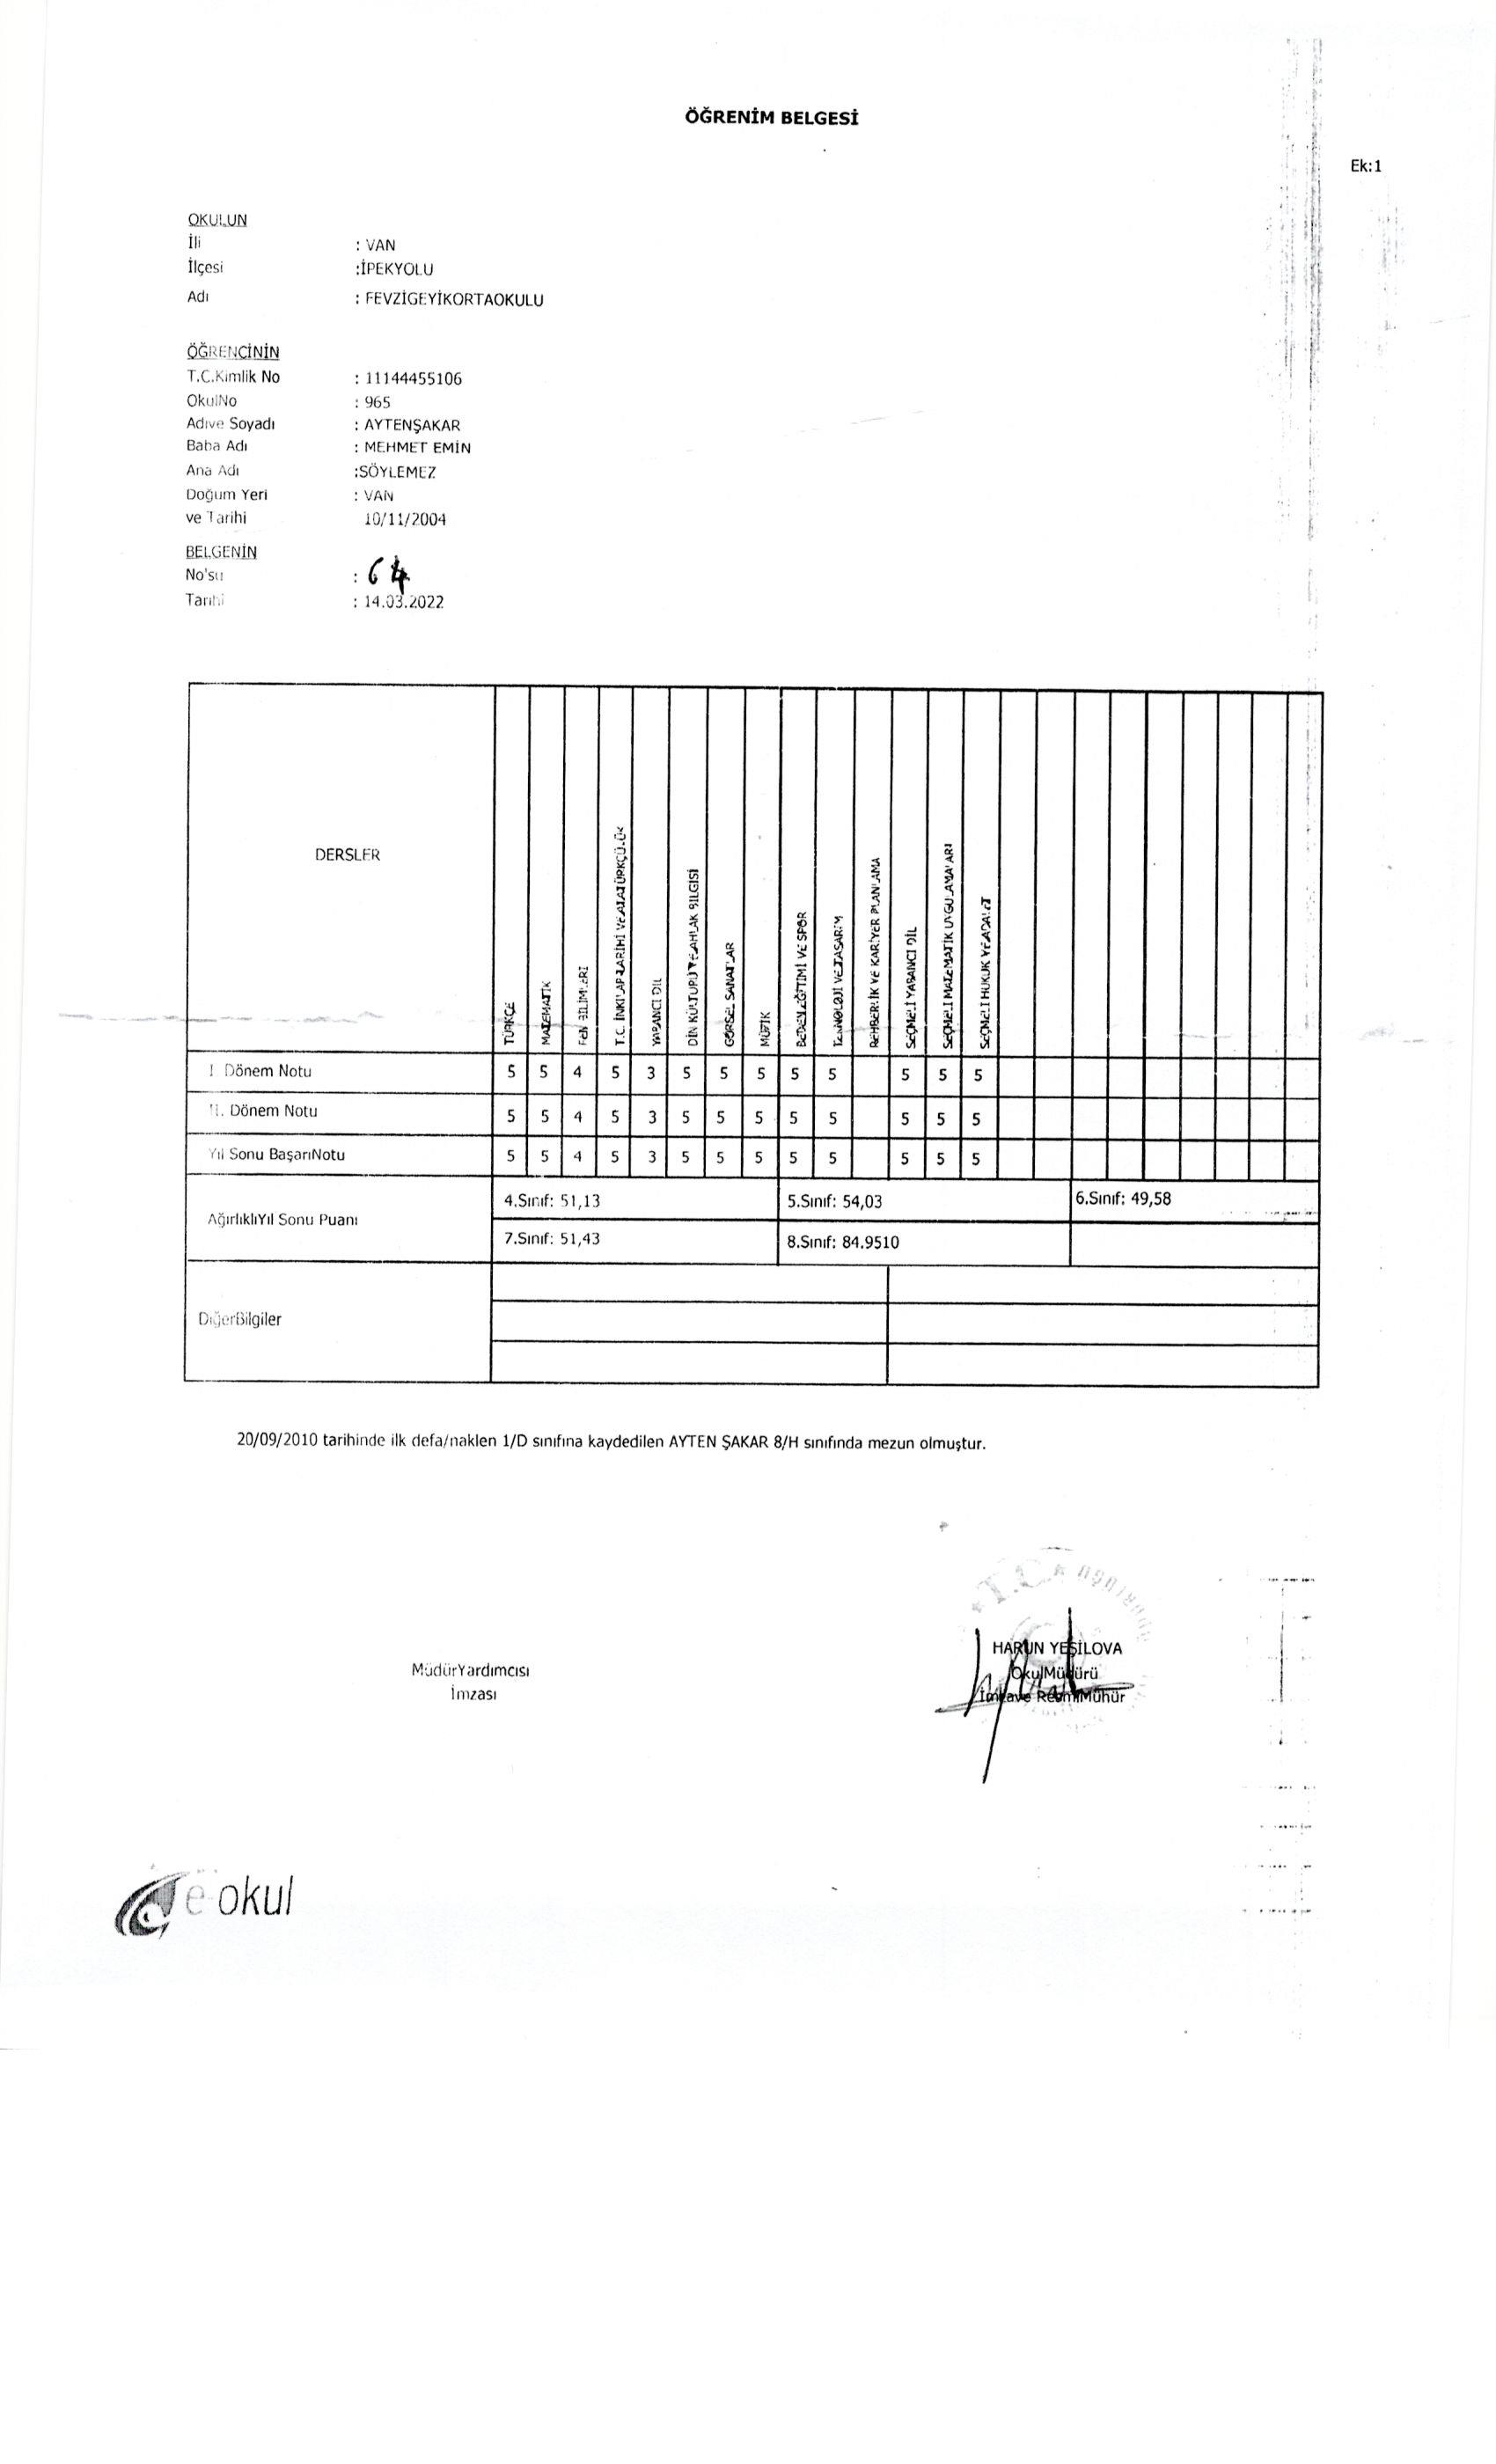 ÖĞRENİM BELGESİ
Ek:1
OKULUN
İli : VAN
İlçesi :İPEKYOLU
Adı : FEVZİGEYİKORTAOKULU
ÖĞRENCİNİN
T.C.Kimlik No : 11144455106
OkulNo : 965
Adıve Soyadı : AYTENŞAKAR
Baba Adı : MEHMET EMİN
Ana Adı :SÖYLEMEZ
Doğum Yeri : VAN
ve Tarihi 10/11/2004
BELGENİN
No'su : 64
Tarihi : 14.03.2022
DERSLER
TÜRKÇE
MATEMATİK
FEN BİLİMLERİ
T.C. İNKILAP TARİHİ VE ATATÜRKÇÜLÜK
YABANCI DİL
DİN KÜLTÜRÜ VE AHLAK BİLGİSİ
GÖRSEL SANATLAR
MÜZİK
BEDEN EĞİTİMİ VE SPOR
TEKNOLOJİ VE TASARIM
REHBERLİK VE KARİYER PLANLAMA
SEÇMELİ YABANCI DİL
SEÇMELİ MATEMATİK UYGULAMALARI
SEÇMELİ HUKUK VE ADALET
I Dönem Notu 5 5 4 5 3 5 5 5 5 5 5 5 5
II. Dönem Notu 5 5 4 5 3 5 5 5 5 5 5 5 5
Yıl Sonu BaşarıNotu 5 5 4 5 3 5 5 5 5 5 5 5 5
AğırlıklıYıl Sonu Puanı
4.Sınıf: 51,13 5.Sınıf: 54,03 6.Sınıf: 49,58
7.Sınıf: 51,43 8.Sınıf: 84.9510
DiğerBilgiler
20/09/2010 tarihinde ilk defa/naklen 1/D sınıfına kaydedilen AYTEN ŞAKAR 8/H sınıfında mezun olmuştur.
T.C.
MüdürYardımcısı
İmzası
HARUN YEŞİLOVA
OkulMüdürü
İmzave ResmiMühür
e-okul